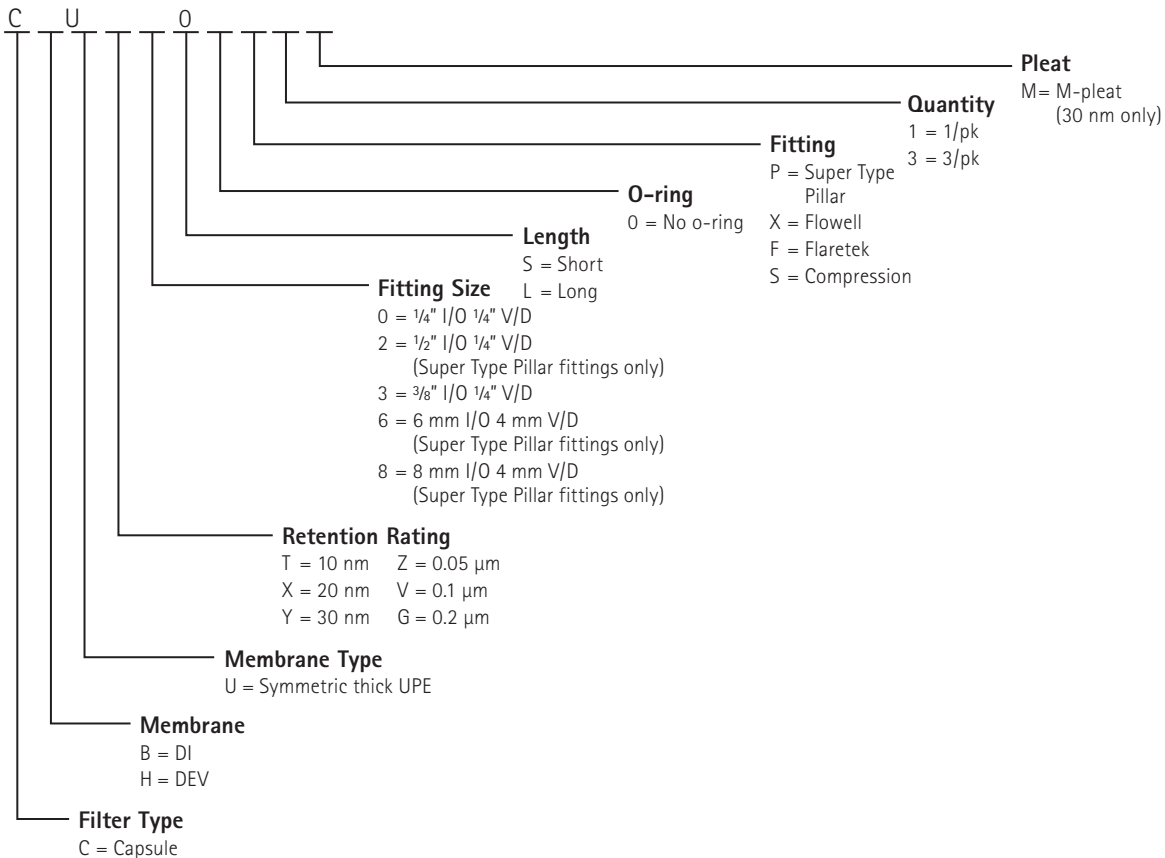 C U 0
Pleat
M= M-pleat
(30 nm only)
Quantity
1 = 1/pk
3 = 3/pk
Fitting
P = Super Type
Pillar
X = Flowell
F = Flaretek
S = Compression
O-ring
0 = No o-ring
Length
S = Short
L = Long
Fitting Size
0 = 1/4" I/O 1/4" V/D
2 = 1/2" I/O 1/4" V/D
(Super Type Pillar fittings only)
3 = 3/8" I/O 1/4" V/D
6 = 6 mm I/O 4 mm V/D
(Super Type Pillar fittings only)
8 = 8 mm I/O 4 mm V/D
(Super Type Pillar fittings only)
Retention Rating
T = 10 nm Z = 0.05 µm
X = 20 nm V = 0.1 µm
Y = 30 nm G = 0.2 µm
Membrane Type
U = Symmetric thick UPE
Membrane
B = DI
H = DEV
Filter Type
C = Capsule